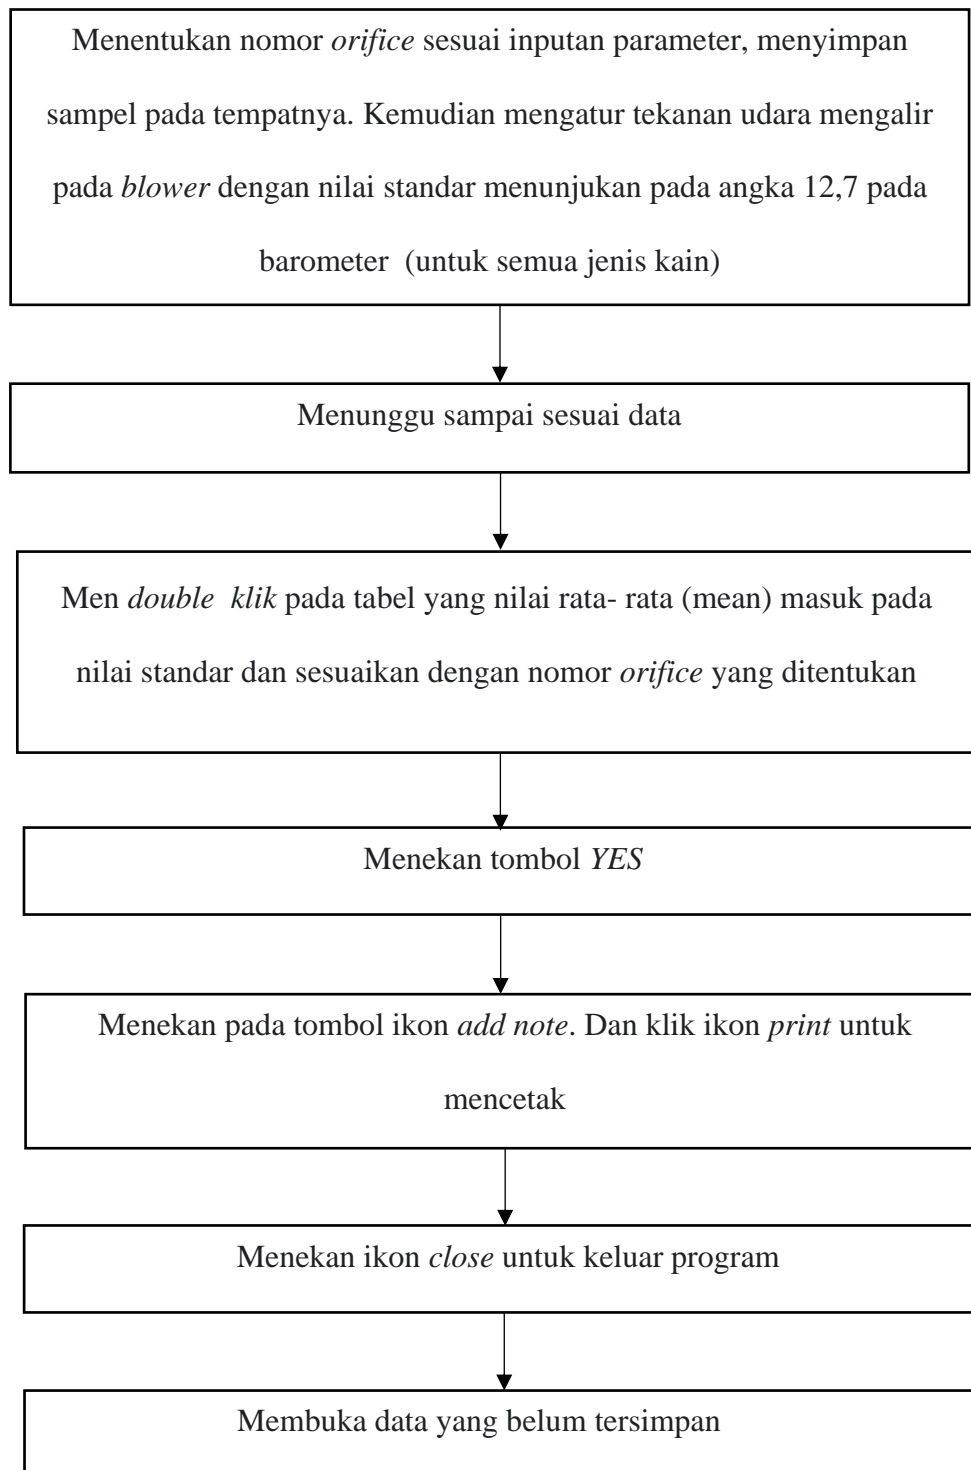 Menentukan nomor orifice sesuai inputan parameter, menyimpan
sampel pada tempatnya. Kemudian mengatur tekanan udara mengalir
pada blower dengan nilai standar menunjukan pada angka 12,7 pada
barometer  (untuk semua jenis kain)
Menunggu sampai sesuai data
Men double  klik pada tabel yang nilai rata- rata (mean) masuk pada
nilai standar dan sesuaikan dengan nomor orifice yang ditentukan
Menekan tombol YES
Menekan pada tombol ikon add note. Dan klik ikon print untuk
mencetak
Menekan ikon close untuk keluar program
Membuka data yang belum tersimpan